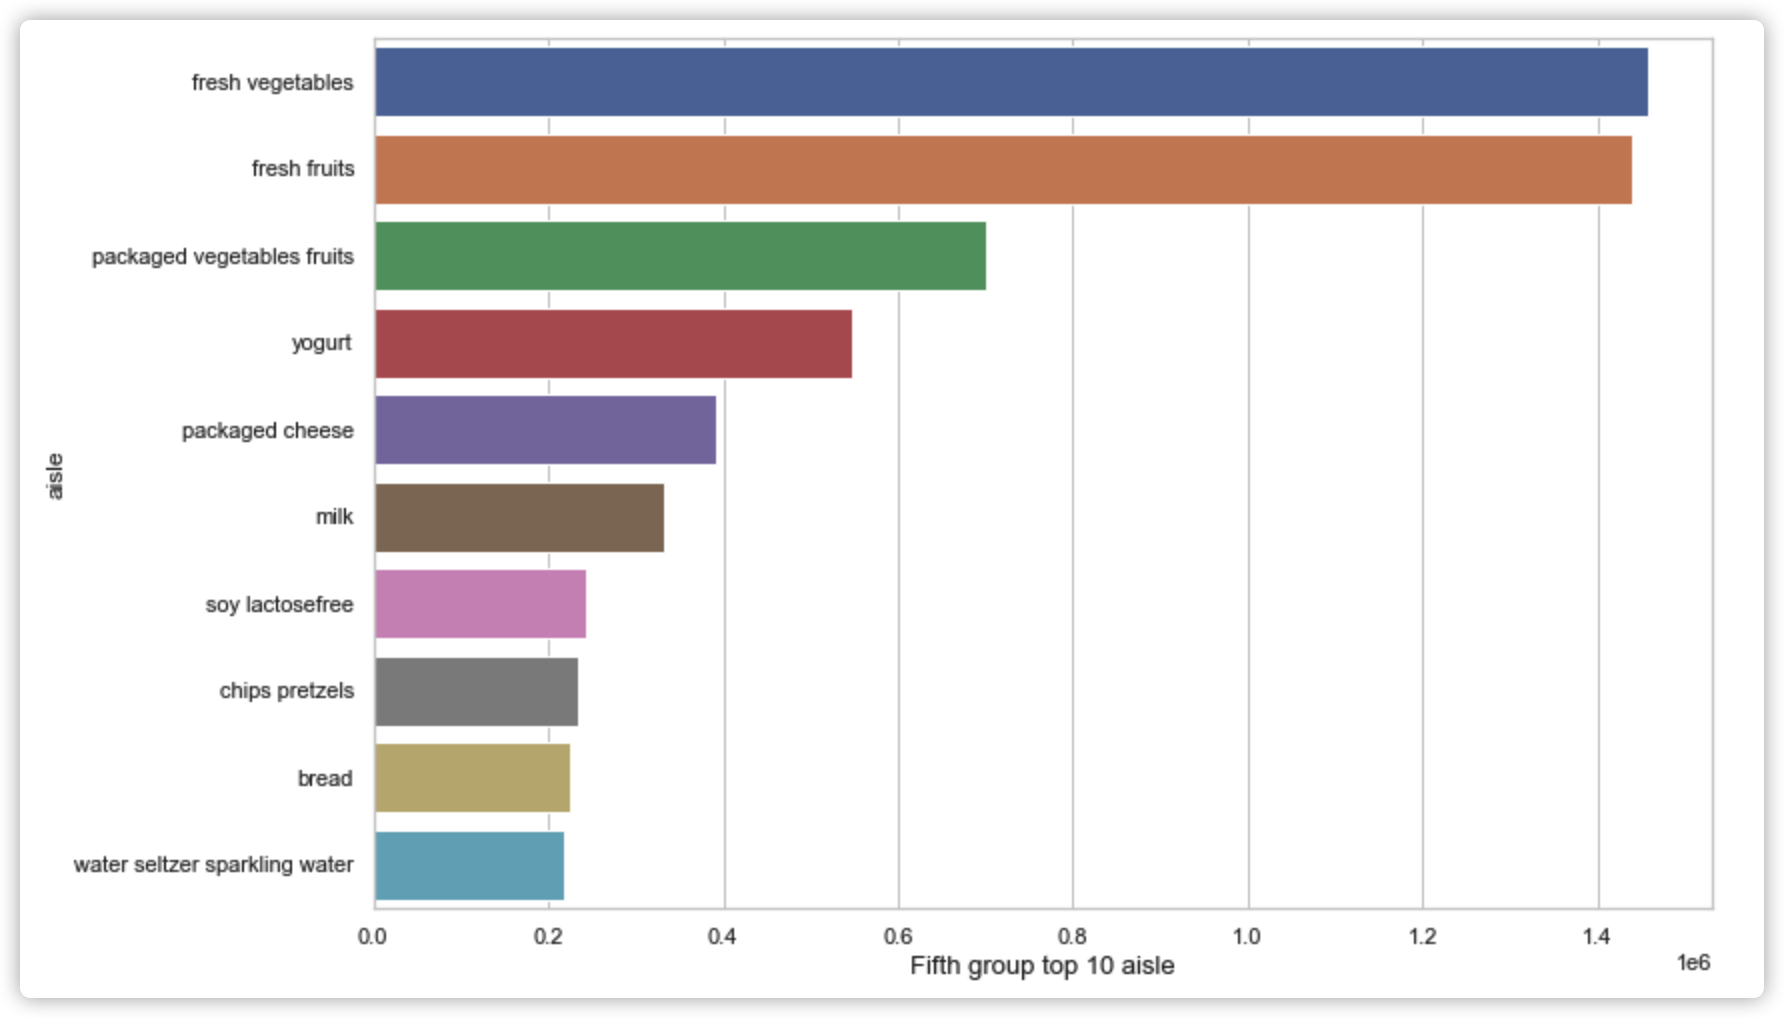 fresh vegetables
fresh fruits
packaged vegetables fruits
yogurt
packaged cheese
aisle
milk
soy lactosefree
chips pretzels
bread
water seltzer sparkling water
0.0 0.2 0.4 0.6 0.8 1.0 1.2 1.4
Fifth group top 10 aisle
1e6